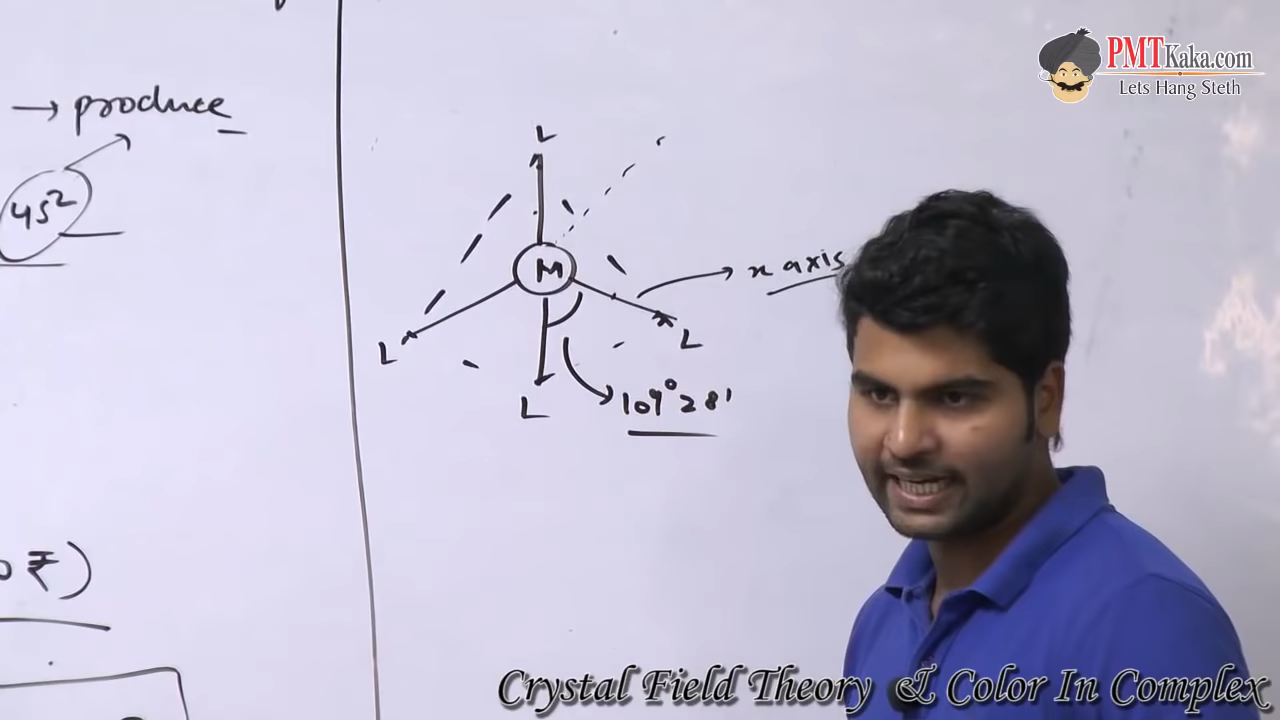 → produce
4s²
₹)
L
M
x axis
L
L
L
109° 28'
PMTKaka.com
Lets Hang Steth
Crystal Field Theory & Color In Complex